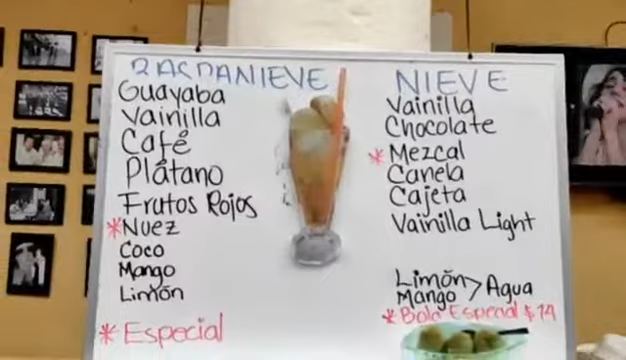 RASPANIEVE
Guayaba
Vainilla
Café
Plátano
Frutos Rojos
*Nuez
Coco
Mango
Limón
*Especial
NIEVE
Vainilla
Chocolate
*Mezcal
Canela
Cajeta
Vainilla Light
Limón
Mango > Agua
*Bola Especial $14